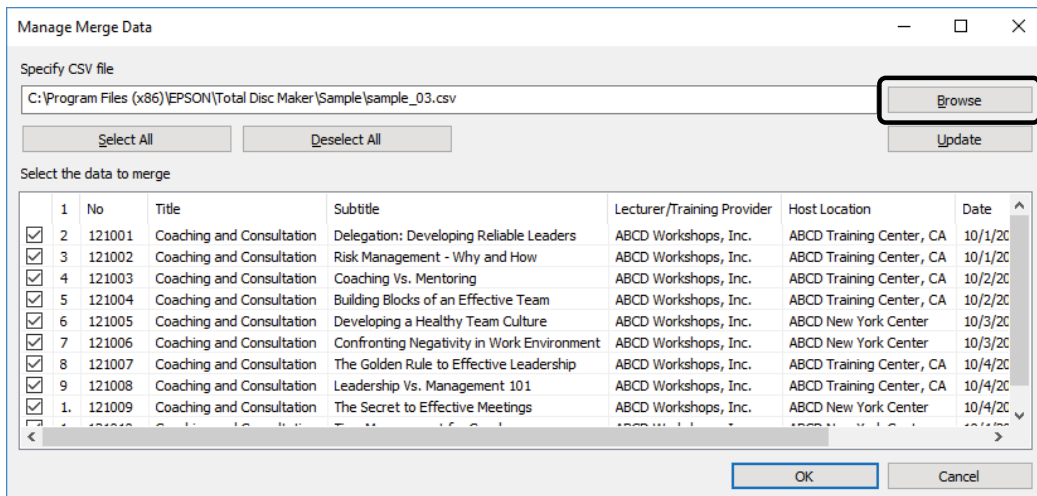 Manage Merge Data
Specify CSV file
C:\Program Files (x86)\EPSON\Total Disc Maker\Sample\sample_03.csv Browse
Select All Deselect All Update
Select the data to merge
1 No Title Subtitle Lecturer/Training Provider Host Location Date
2 121001 Coaching and Consultation Delegation: Developing Reliable Leaders ABCD Workshops, Inc. ABCD Training Center, CA 10/1/20
3 121002 Coaching and Consultation Risk Management - Why and How ABCD Workshops, Inc. ABCD Training Center, CA 10/1/20
4 121003 Coaching and Consultation Coaching Vs. Mentoring ABCD Workshops, Inc. ABCD Training Center, CA 10/2/20
5 121004 Coaching and Consultation Building Blocks of an Effective Team ABCD Workshops, Inc. ABCD Training Center, CA 10/2/20
6 121005 Coaching and Consultation Developing a Healthy Team Culture ABCD Workshops, Inc. ABCD New York Center 10/3/20
7 121006 Coaching and Consultation Confronting Negativity in Work Environment ABCD Workshops, Inc. ABCD New York Center 10/3/20
8 121007 Coaching and Consultation The Golden Rule to Effective Leadership ABCD Workshops, Inc. ABCD Training Center, CA 10/4/20
9 121008 Coaching and Consultation Leadership Vs. Management 101 ABCD Workshops, Inc. ABCD Training Center, CA 10/4/20
1. 121009 Coaching and Consultation The Secret to Effective Meetings ABCD Workshops, Inc. ABCD New York Center 10/4/20
OK Cancel